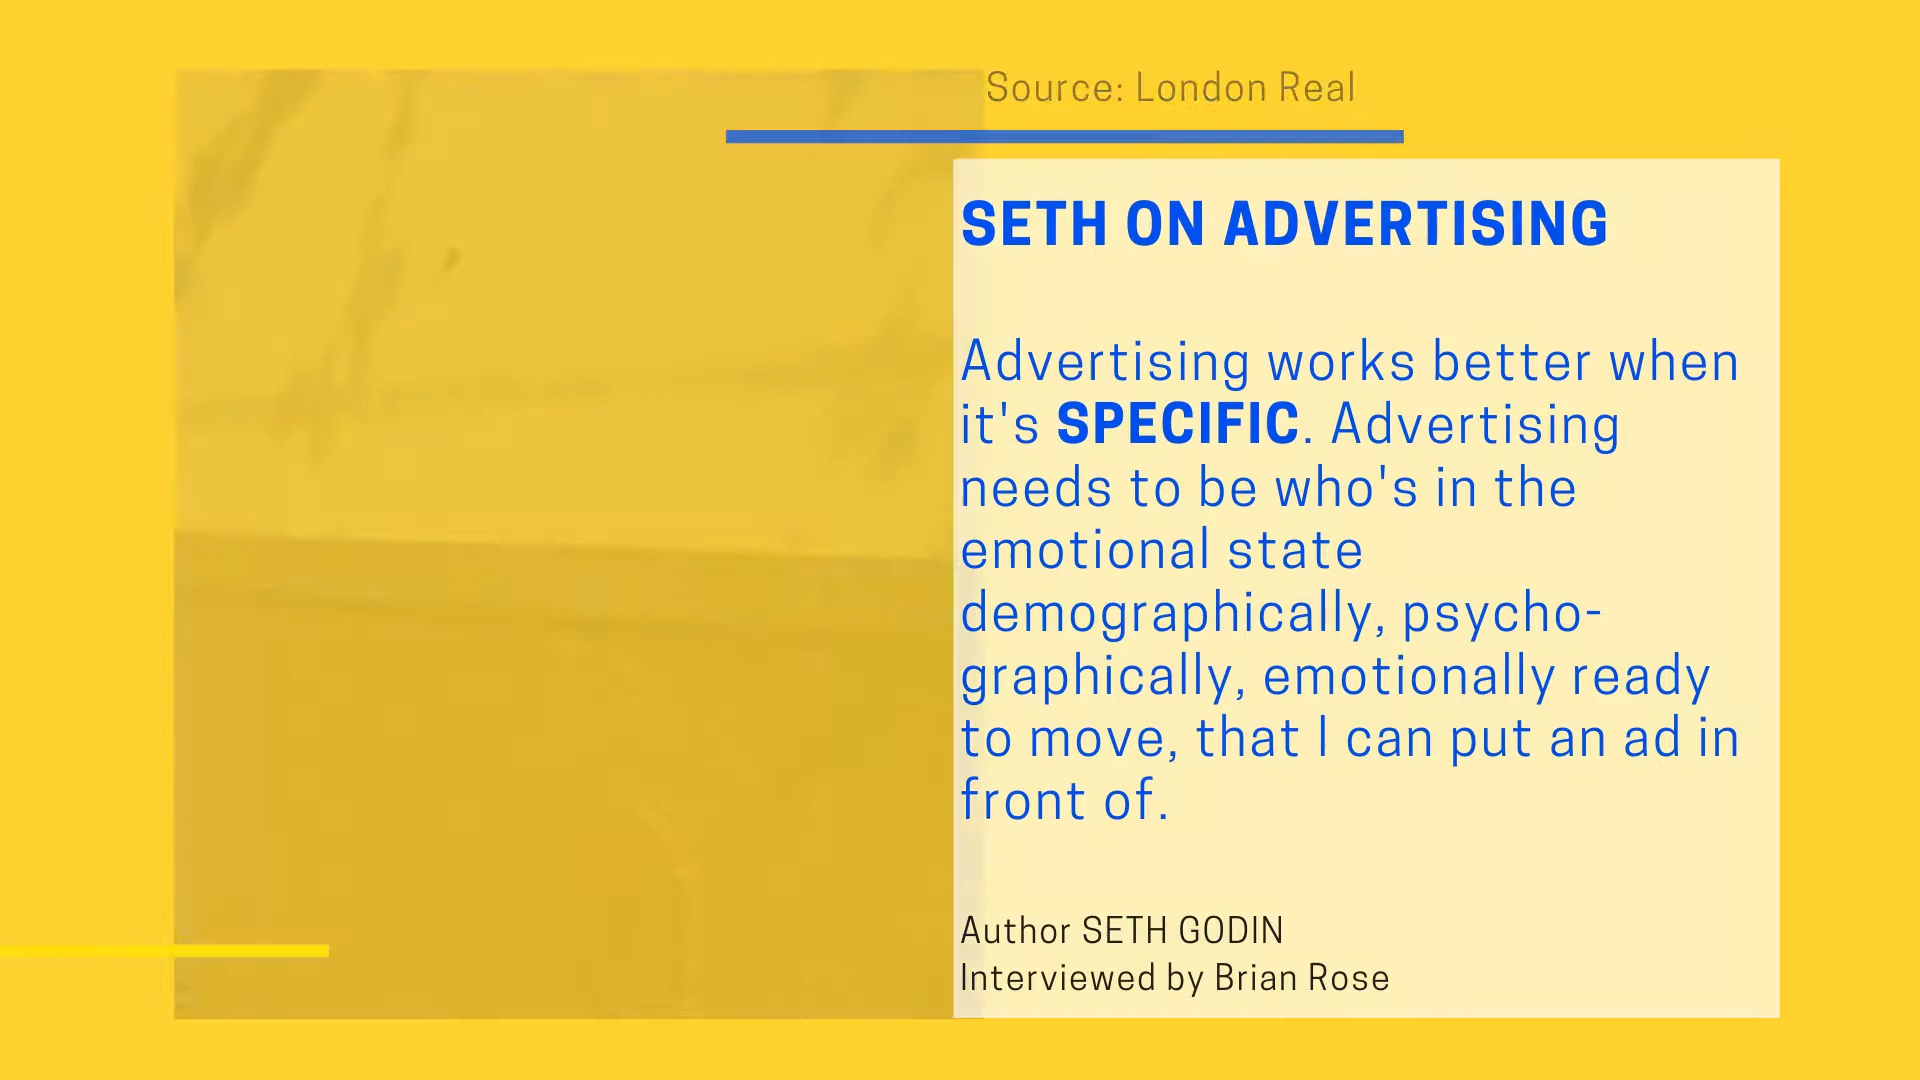 Source: London Real
SETH ON ADVERTISING
Advertising works better when
it's SPECIFIC. Advertising
needs to be who's in the
emotional state
demographically, psycho-
graphically, emotionally ready
to move, that I can put an ad in
front of.
Author SETH GODIN
Interviewed by Brian Rose